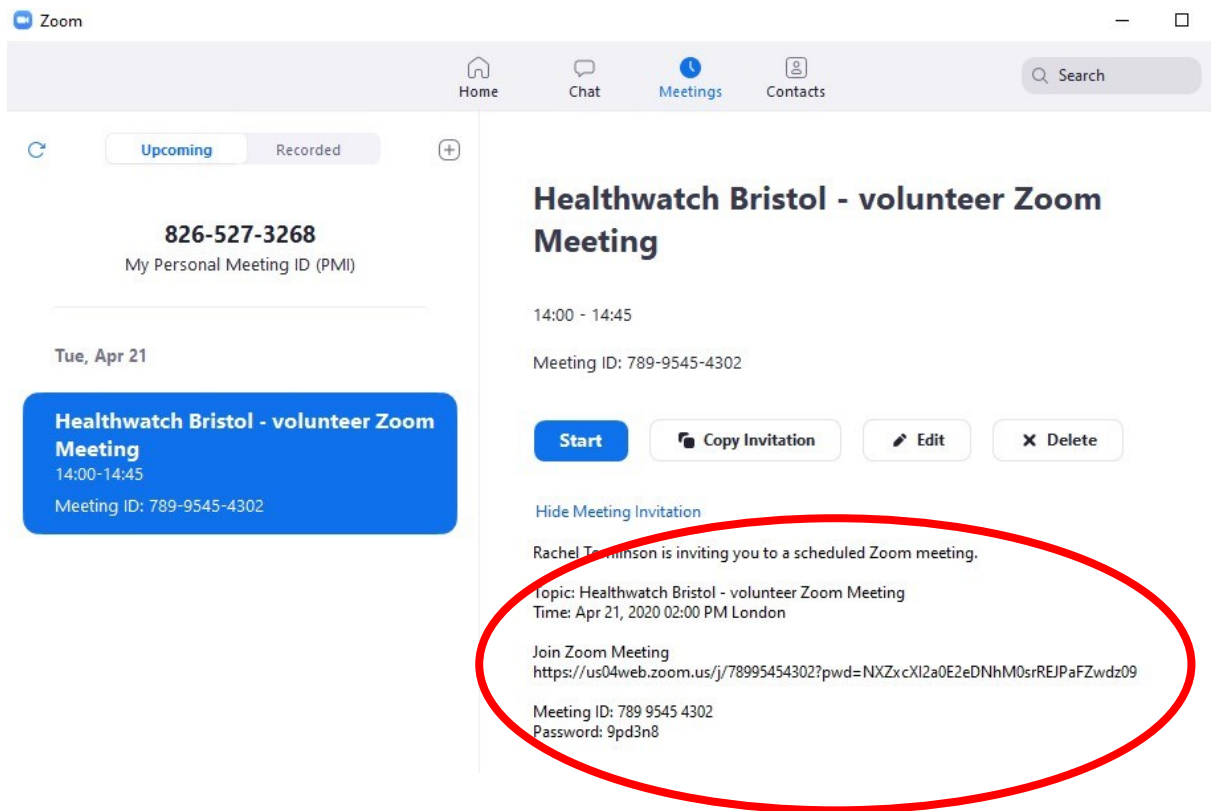 Zoom
Home
Chat
Meetings
Contacts
Search
Upcoming
Recorded
826-527-3268
My Personal Meeting ID (PMI)
Tue, Apr 21
Healthwatch Bristol - volunteer Zoom
Meeting
14:00-14:45
Meeting ID: 789-9545-4302
Healthwatch Bristol - volunteer Zoom
Meeting
14:00 - 14:45
Meeting ID: 789-9545-4302
Start
Copy Invitation
Edit
Delete
Hide Meeting Invitation
Rachel Tomlinson is inviting you to a scheduled Zoom meeting.
Topic: Healthwatch Bristol - volunteer Zoom Meeting
Time: Apr 21, 2020 02:00 PM London
Join Zoom Meeting
https://us04web.zoom.us/j/78995454302?pwd=NXZxcXI2a0E2eDNhM0srREJPaFZwdz09
Meeting ID: 789 9545 4302
Password: 9pd3n8